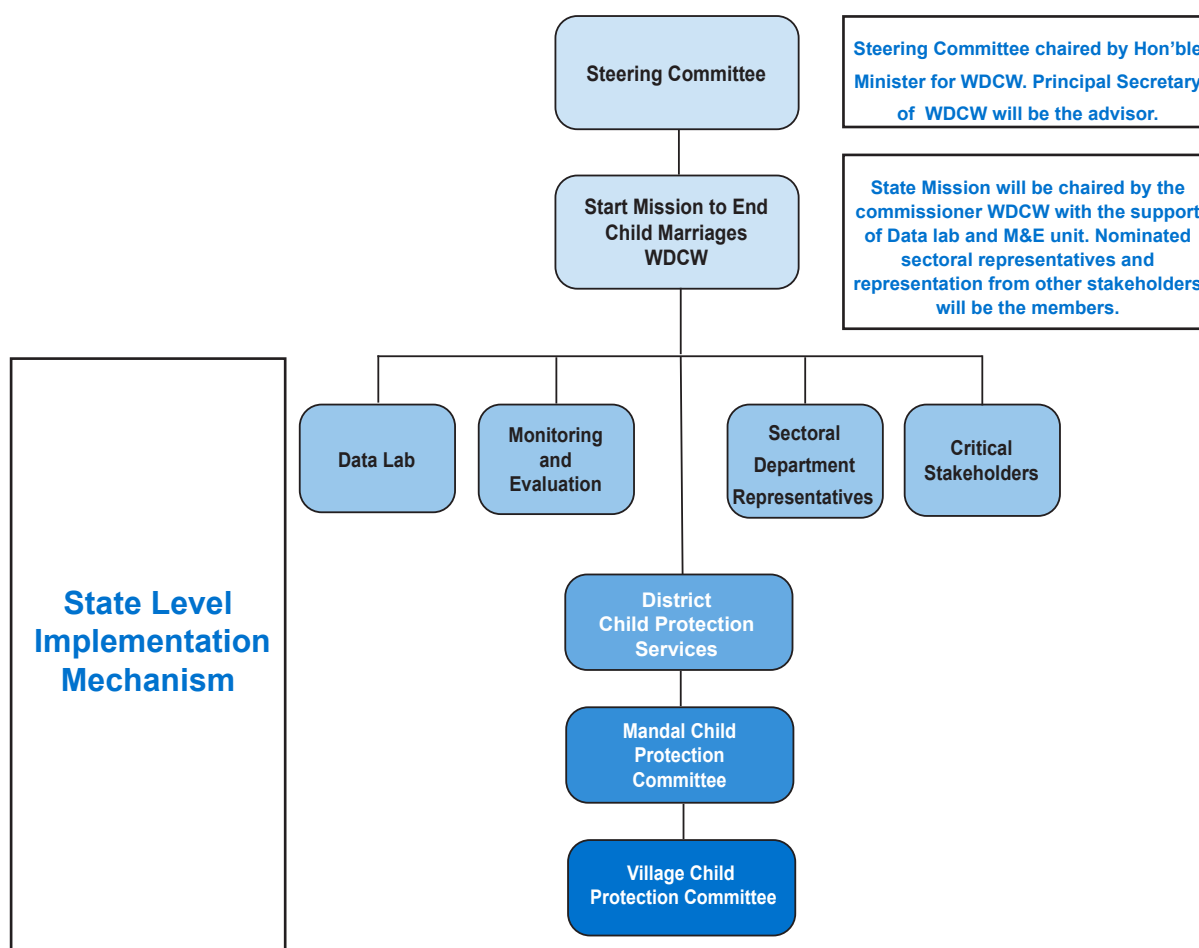 Steering Committee
Steering Committee chaired by Hon’ble
Minister for WDCW. Principal Secretary
of WDCW will be the advisor.
Start Mission to End
Child Marriages
WDCW
State Mission will be chaired by the
commissioner WDCW with the support
of Data lab and M&E unit. Nominated
sectoral representatives and
representation from other stakeholders
will be the members.
Data Lab
Monitoring
and
Evaluation
Sectoral
Department
Representatives
Critical
Stakeholders
State Level
Implementation
Mechanism
District
Child Protection
Services
Mandal Child
Protection
Committee
Village Child
Protection Committee